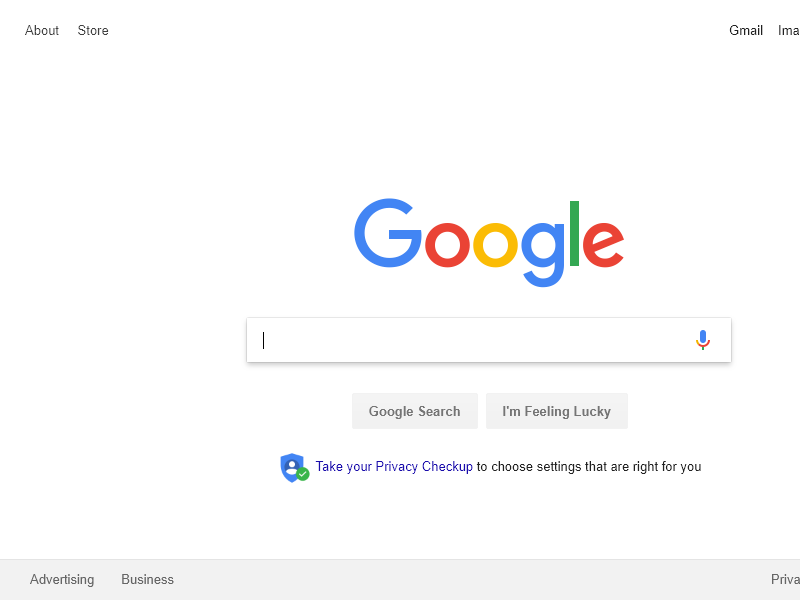 About Store Gmail Ima
Google
Google Search I'm Feeling Lucky
Take your Privacy Checkup to choose settings that are right for you
Advertising Business Priva